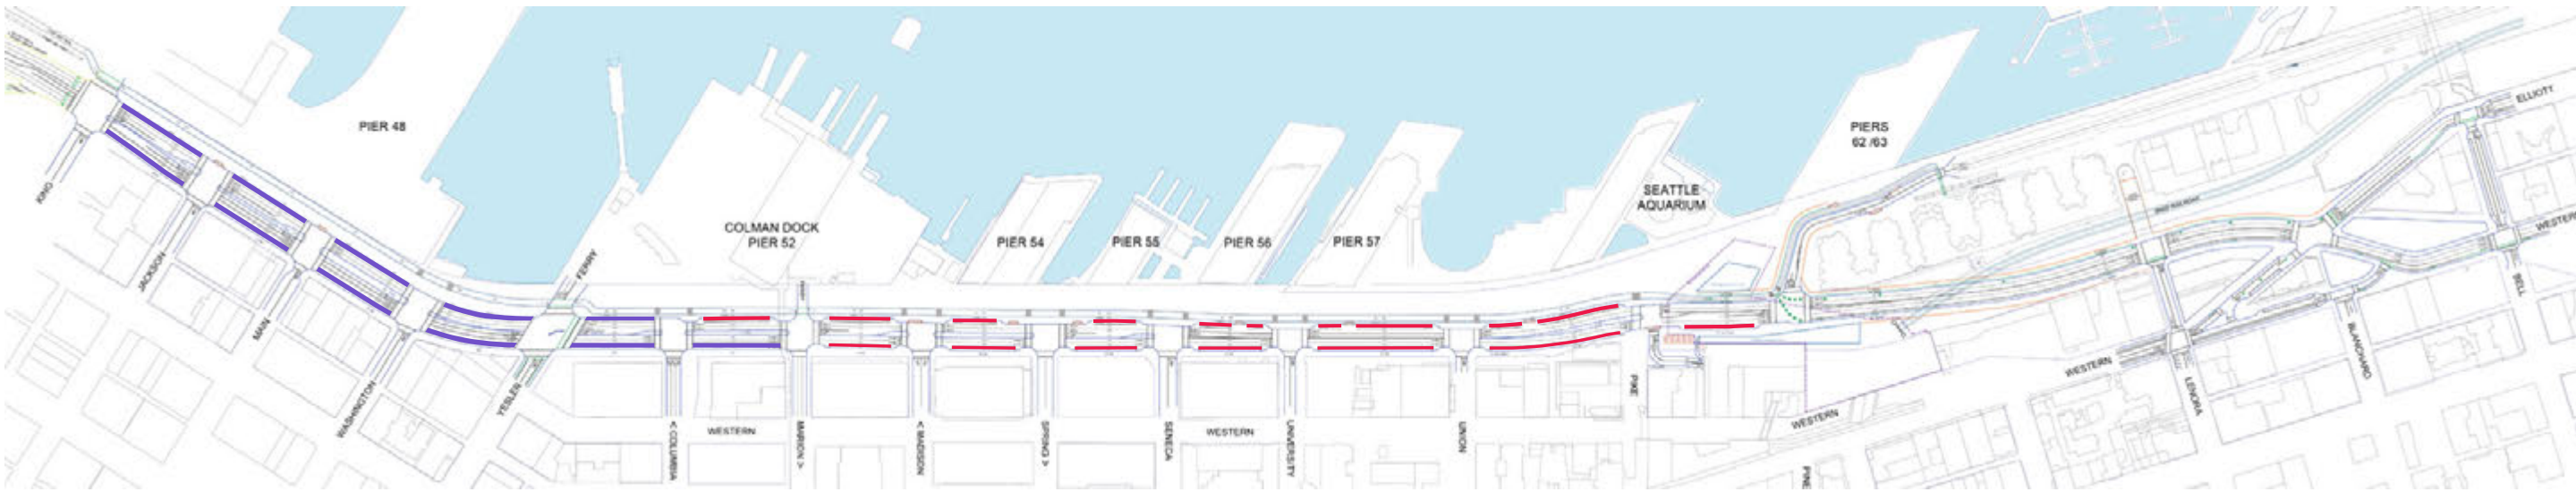 PIER 48
COLMAN DOCK
PIER 52
PIER 54
PIER 55
PIER 56
PIER 57
SEATTLE
AQUARIUM
PIERS
62 /63
ELLIOTT
WESTERN
BELL
BLANCHARD
LENORA
WESTERN
WESTERN
PINE
PIKE
UNION
UNIVERSITY
WESTERN
SENECA
SPRING >
< MADISON
MARION >
WESTERN
< COLUMBIA
FERRY
YESLER
WASHINGTON
MAIN
JACKSON
KING